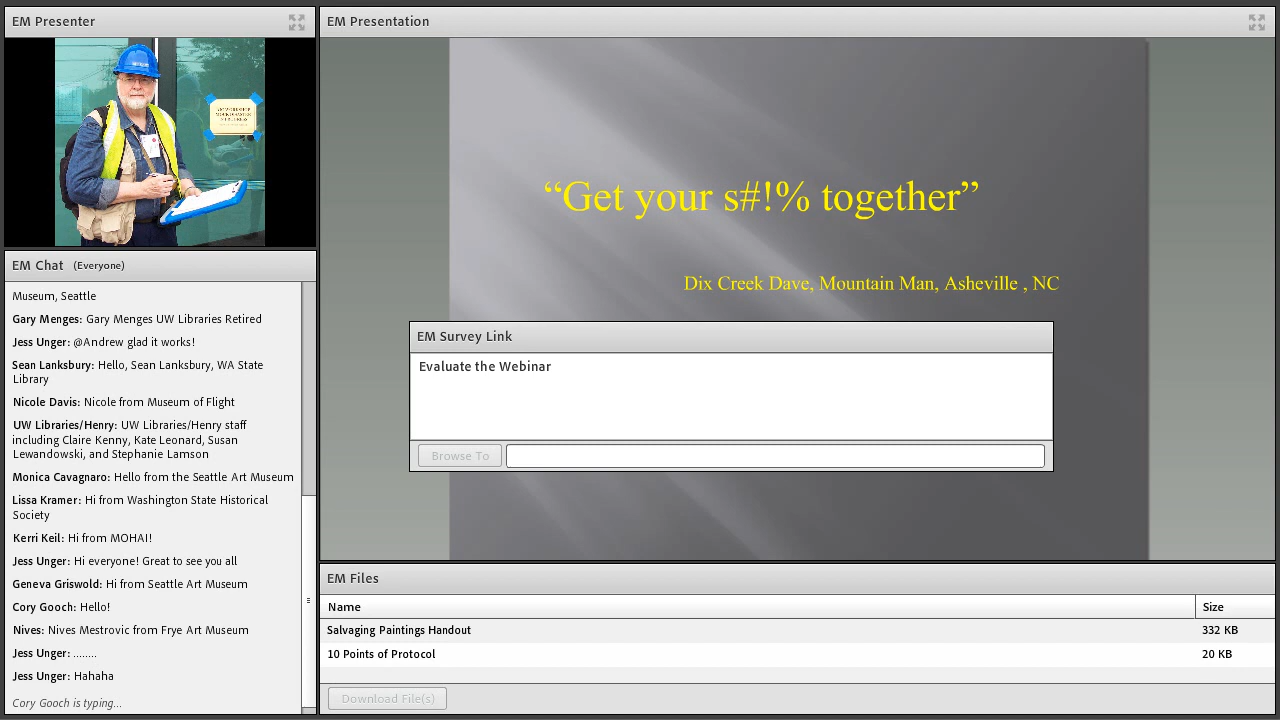 EM Presenter
EM Chat (Everyone)
Museum, Seattle
Gary Menges: Gary Menges UW Libraries Retired
Jess Unger: @Andrew glad it works!
Sean Lanksbury: Hello, Sean Lanksbury, WA State
Library
Nicole Davis: Nicole from Museum of Flight
UW Libraries/Henry: UW Libraries/Henry staff
including Claire Kenny, Kate Leonard, Susan
Lewandowski, and Stephanie Lamson
Monica Cavagnaro: Hello from the Seattle Art Museum
Lissa Kramer: Hi from Washington State Historical
Society
Kerri Keil: Hi from MOHAI!
Jess Unger: Hi everyone! Great to see you all
Geneva Griswold: Hi from Seattle Art Museum
Cory Gooch: Hello!
Nives: Nives Mestrovic from Frye Art Museum
Jess Unger: ........
Jess Unger: Hahaha
Cory Gooch is typing...
EM Presentation
“Get your s#!% together”
Dix Creek Dave, Mountain Man, Asheville , NC
EM Survey Link
Evaluate the Webinar
Browse To
EM Files
Name Size
Salvaging Paintings Handout 332 KB
10 Points of Protocol 20 KB
Download File(s)